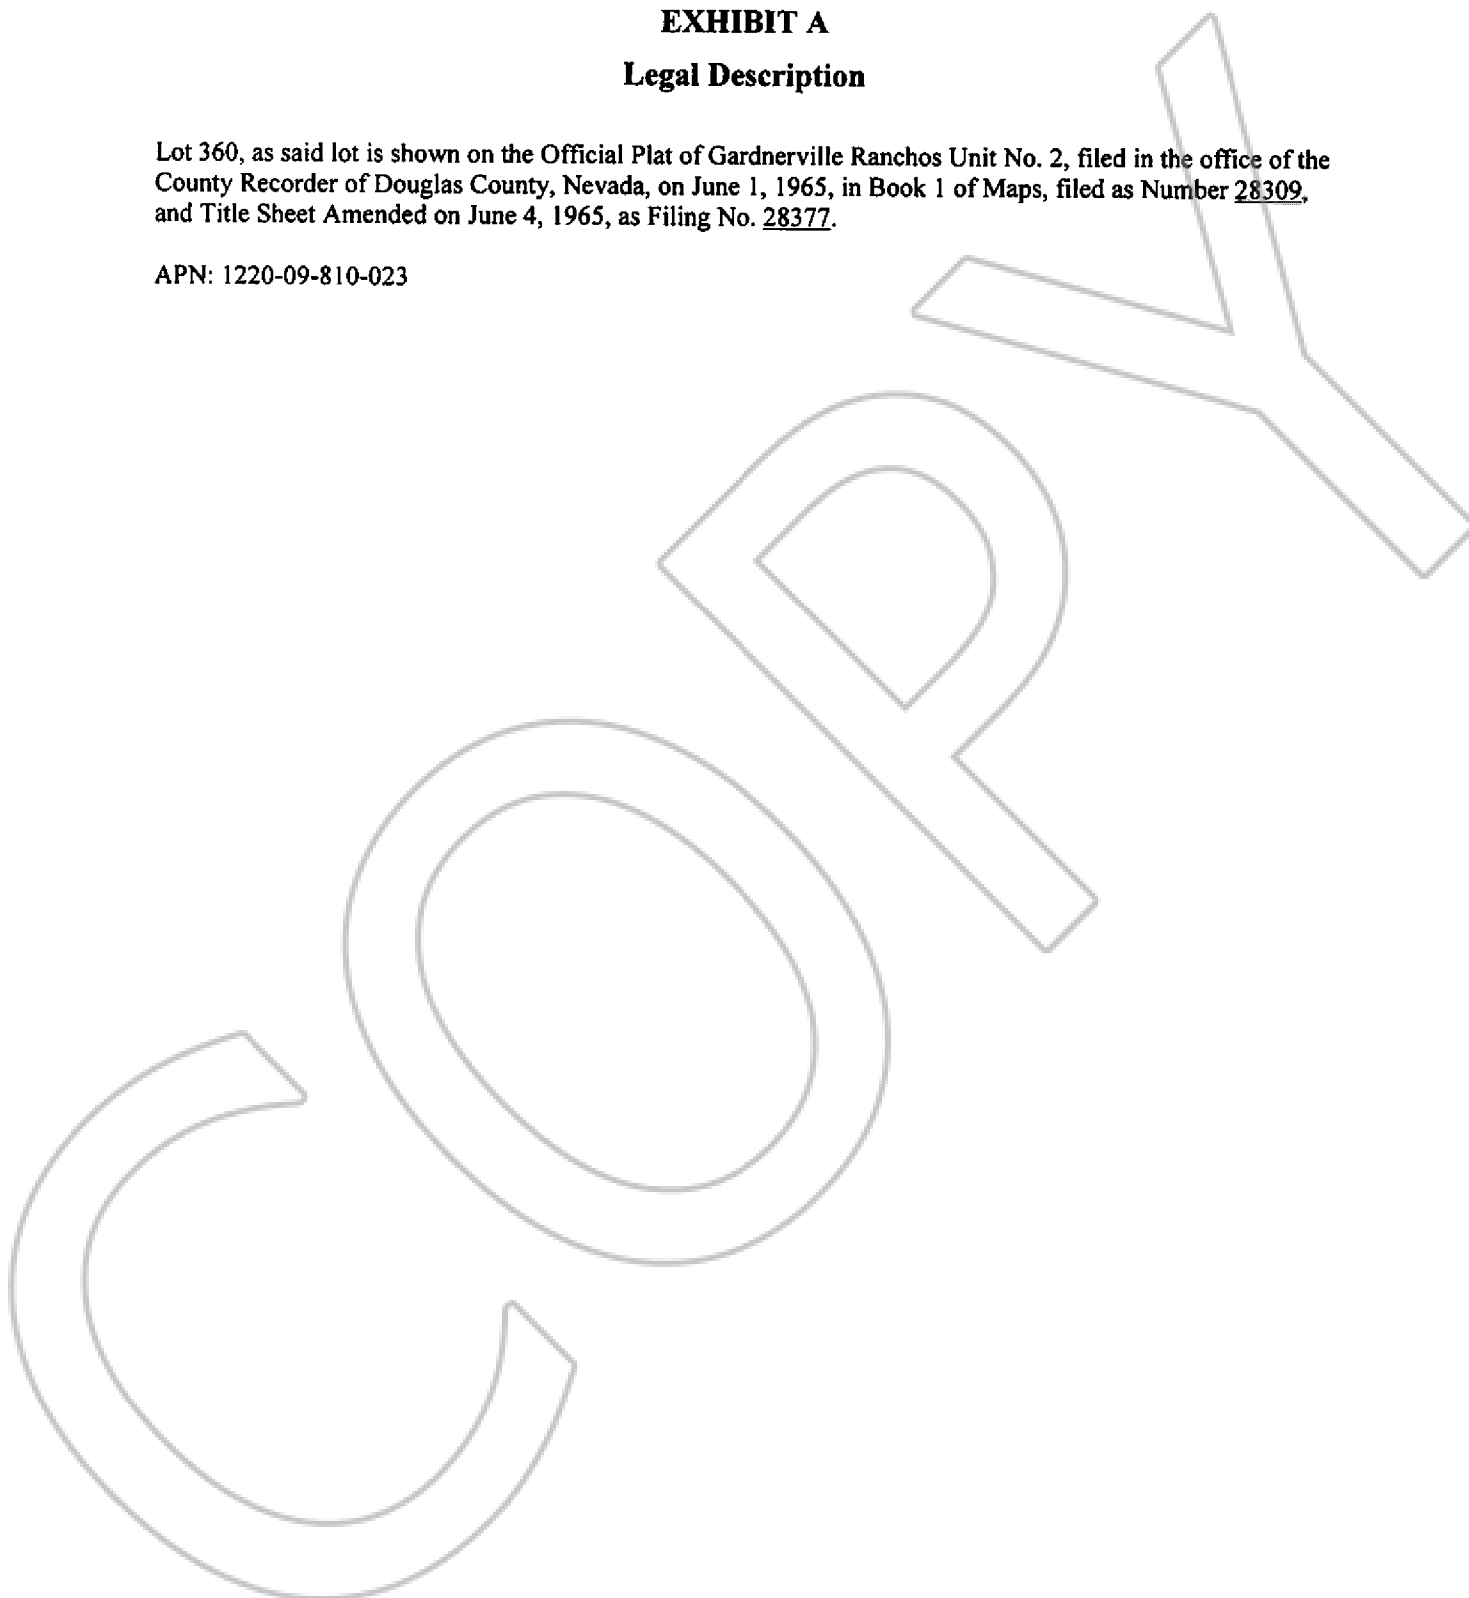 EXHIBIT A
Legal Description
Lot 360, as said lot is shown on the Official Plat of Gardnerville Ranchos Unit No. 2, filed in the office of the
County Recorder of Douglas County, Nevada, on June 1, 1965, in Book 1 of Maps, filed as Number 28309,
and Title Sheet Amended on June 4, 1965, as Filing No. 28377.
APN: 1220-09-810-023
COPY